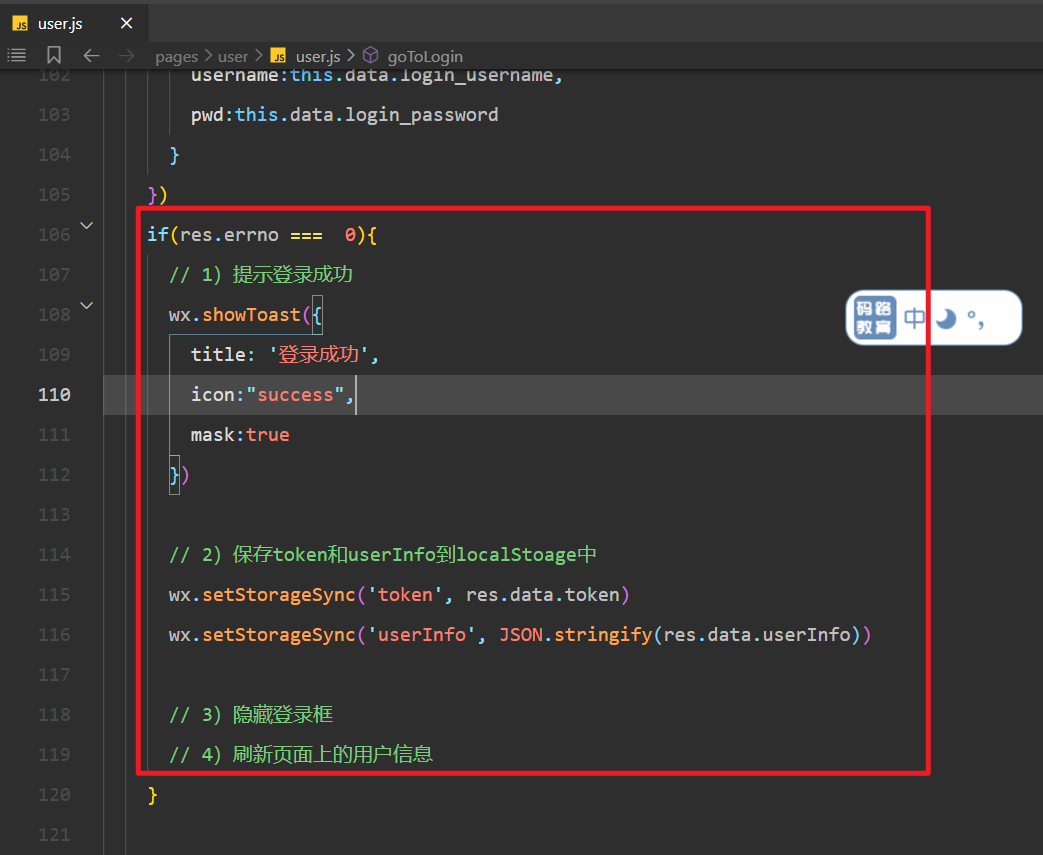 user.js
pages > user > user.js > goToLogin
102 username:this.data.login_username,
103 pwd:this.data.login_password
104 }
105 })
106 if(res.errno ===  0){
107 // 1) 提示登录成功
108 wx.showToast({
109 title: '登录成功',
110 icon:"success",
111 mask:true
112 })
113
114 // 2) 保存token和userInfo到localStoage中
115 wx.setStorageSync('token', res.data.token)
116 wx.setStorageSync('userInfo', JSON.stringify(res.data.userInfo))
117
118 // 3) 隐藏登录框
119 // 4) 刷新页面上的用户信息
120 }
121
码路
教育
中 °,